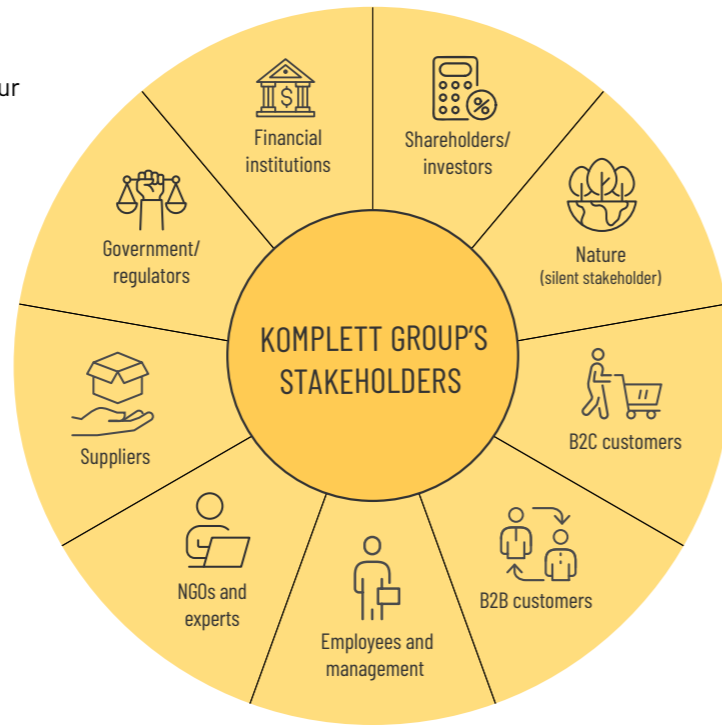 ur
Financial
institutions
Shareholders/
investors
Government/
regulators
Nature
(silent stakeholder)
KOMPLETT GROUP'S
STAKEHOLDERS
Suppliers
B2C customers
NGOs and
experts
B2B customers
Employees and
management